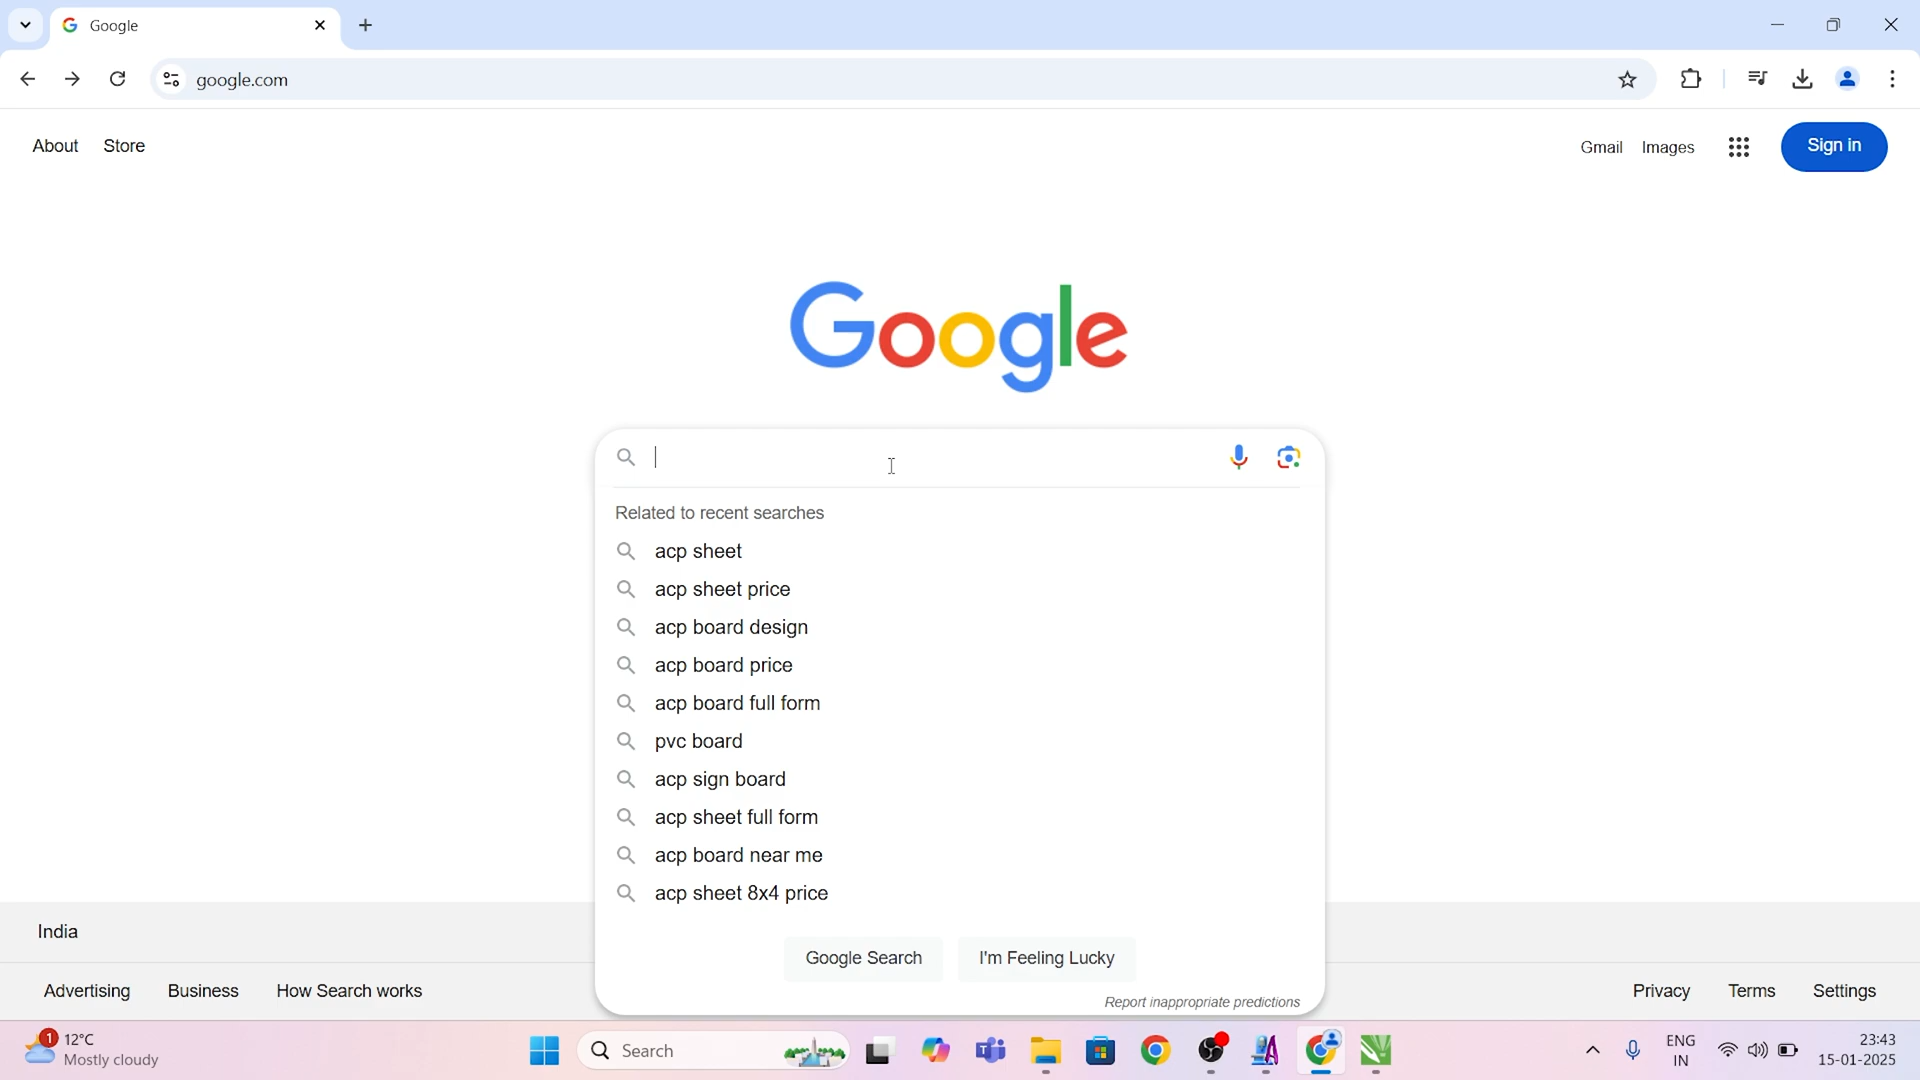 Google
google.com
About Store
Gmail Images Sign in
Google
Related to recent searches
acp sheet
acp sheet price
acp board design
acp board price
acp board full form
pvc board
acp sign board
acp sheet full form
acp board near me
acp sheet 8x4 price
Google Search I'm Feeling Lucky
Report inappropriate predictions
India
Advertising Business How Search works
Privacy Terms Settings
1
12°C
Mostly cloudy
Search
ENG
IN
23:43
15-01-2025